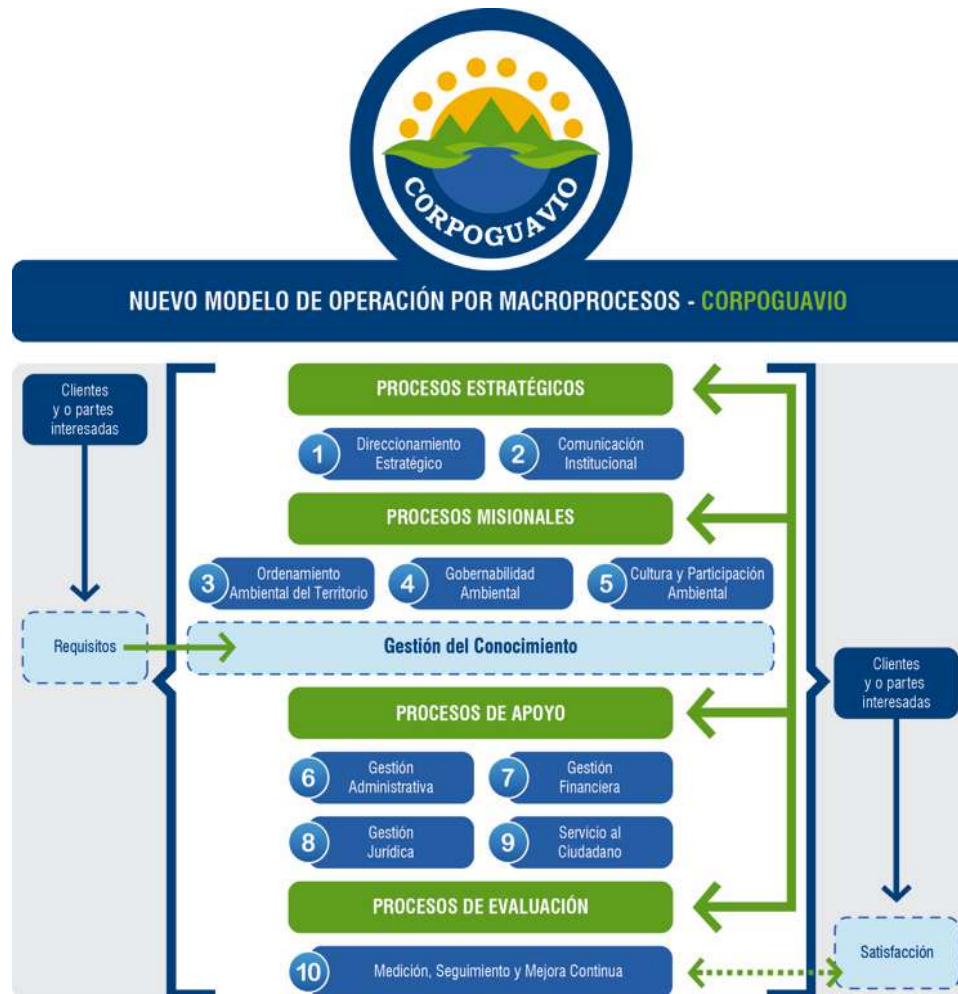 CORPOGUAVIO
NUEVO MODELO DE OPERACIÓN POR MACROPROCESOS - CORPOGUAVIO
Clientes
y o partes
interesadas
Requisitos
PROCESOS ESTRATÉGICOS
1
Direccionamiento
Estratégico
2
Comunicación
Institucional
PROCESOS MISIONALES
3
Ordenamiento
Ambiental del Territorio
4
Gobernabilidad
Ambiental
5
Cultura y Participación
Ambiental
Gestión del Conocimiento
PROCESOS DE APOYO
6
Gestión
Administrativa
7
Gestión
Financiera
8
Gestión
Jurídica
9
Servicio al
Ciudadano
PROCESOS DE EVALUACIÓN
10
Medición, Seguimiento y Mejora Continua
Clientes
y o partes
interesadas
Satisfacción